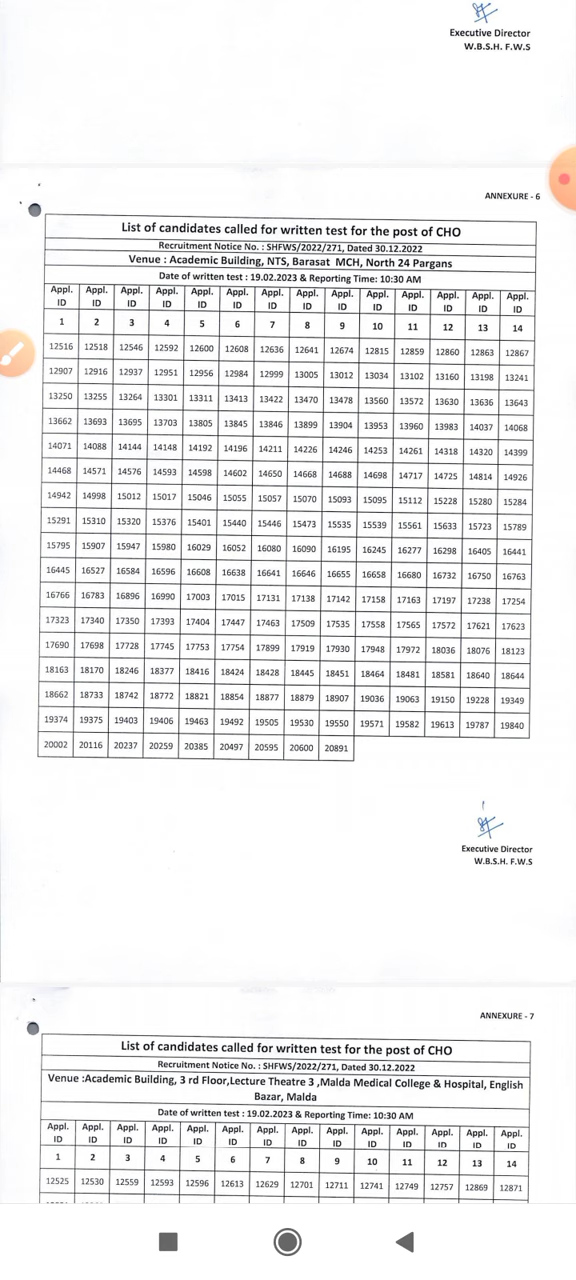 Executive Director
W.B.S.H. F.W.S
ANNEXURE - 6
List of candidates called for written test for the post of CHO
Recruitment Notice No. : SHFWS/2022/271, Dated 30.12.2022
Venue : Academic Building, NTS, Barasat MCH, North 24 Pargans
Date of written test : 19.02.2023 & Reporting Time: 10:30 AM
Appl. Appl. Appl. Appl. Appl. Appl. Appl. Appl. Appl. Appl. Appl. Appl. Appl. Appl.
ID ID ID ID ID ID ID ID ID ID ID ID ID ID
1 2 3 4 5 6 7 8 9 10 11 12 13 14
12516 12518 12546 12592 12600 12608 12636 12641 12674 12815 12859 12860 12863 12867
12907 12916 12937 12951 12956 12984 12999 13005 13012 13034 13102 13160 13198 13241
13250 13255 13264 13301 13311 13413 13422 13470 13478 13560 13572 13630 13636 13643
13662 13693 13695 13703 13805 13845 13846 13899 13904 13953 13960 13983 14037 14068
14071 14088 14144 14148 14192 14196 14211 14226 14246 14253 14261 14318 14320 14399
14468 14571 14576 14593 14598 14602 14650 14668 14688 14698 14717 14725 14814 14926
14942 14998 15012 15017 15046 15055 15057 15070 15093 15095 15112 15228 15280 15284
15291 15310 15320 15376 15401 15440 15446 15473 15535 15539 15561 15633 15723 15789
15795 15907 15947 15980 16029 16052 16080 16090 16195 16245 16277 16298 16405 16441
16445 16527 16584 16596 16608 16638 16641 16646 16655 16658 16680 16732 16750 16763
16766 16783 16896 16990 17003 17015 17131 17138 17142 17158 17163 17197 17238 17254
17323 17340 17350 17393 17404 17447 17463 17509 17535 17558 17565 17572 17621 17623
17690 17698 17728 17745 17753 17754 17899 17919 17930 17948 17972 18036 18076 18123
18163 18170 18246 18377 18416 18424 18428 18445 18451 18464 18481 18581 18640 18644
18662 18733 18742 18772 18821 18854 18877 18879 18907 19036 19063 19150 19228 19349
19374 19375 19403 19406 19463 19492 19505 19530 19550 19571 19582 19613 19787 19840
20002 20116 20237 20259 20385 20497 20595 20600 20891
Executive Director
W.B.S.H. F.W.S
ANNEXURE - 7
List of candidates called for written test for the post of CHO
Recruitment Notice No. : SHFWS/2022/271, Dated 30.12.2022
Venue :Academic Building, 3 rd Floor,Lecture Theatre 3 ,Malda Medical College & Hospital, English
Bazar, Malda
Date of written test : 19.02.2023 & Reporting Time: 10:30 AM
Appl. Appl. Appl. Appl. Appl. Appl. Appl. Appl. Appl. Appl. Appl. Appl. Appl. Appl.
ID ID ID ID ID ID ID ID ID ID ID ID ID ID
1 2 3 4 5 6 7 8 9 10 11 12 13 14
12525 12530 12559 12593 12596 12613 12629 12701 12711 12741 12749 12757 12869 12871